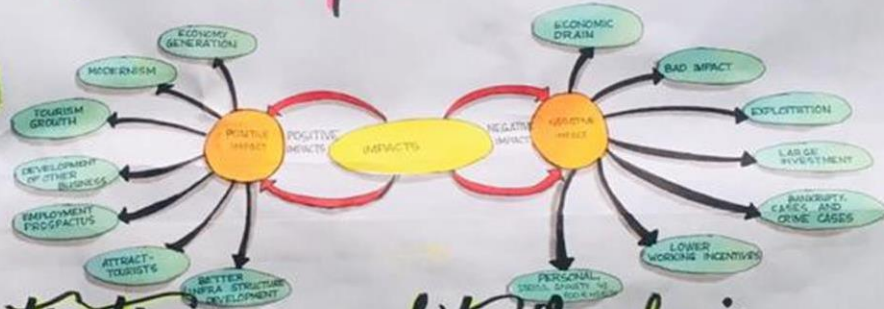 ECONOMY
GENERATION
MODERNISM
TOURISM
GROWTH
DEVELOPMENT
OF OTHER
BUSINESS
EMPLOYMENT
PROSPACTUS
ATTRACT-
TOURISTS
BETTER
INFRA STRUCTURE
DEVELOPMENT
POSITIVE
IMPACT
POSITIVE
IMPACTS
IMPACTS
NEGATIVE
IMPACT
NEGATIVE
IMPACT
ECONOMIC
DRAIN
BAD IMPACT
EXPLOITATION
LARGE
INVESTMENT
BANKRUPTY
CASES AND
CRIME CASES
LOWER
WORKING INCENTIVES
PERSONAL
STRESS, ANXIETY